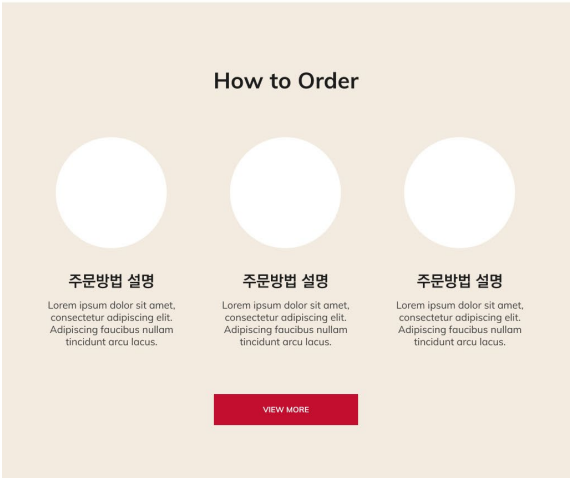 How to Order
주문방법 설명
Lorem ipsum dolor sit amet,
consectetur adipiscing elit.
Adipiscing faucibus nullam
tincidunt arcu lacus.
주문방법 설명
Lorem ipsum dolor sit amet,
consectetur adipiscing elit.
Adipiscing faucibus nullam
tincidunt arcu lacus.
주문방법 설명
Lorem ipsum dolor sit amet,
consectetur adipiscing elit.
Adipiscing faucibus nullam
tincidunt arcu lacus.
VIEW MORE